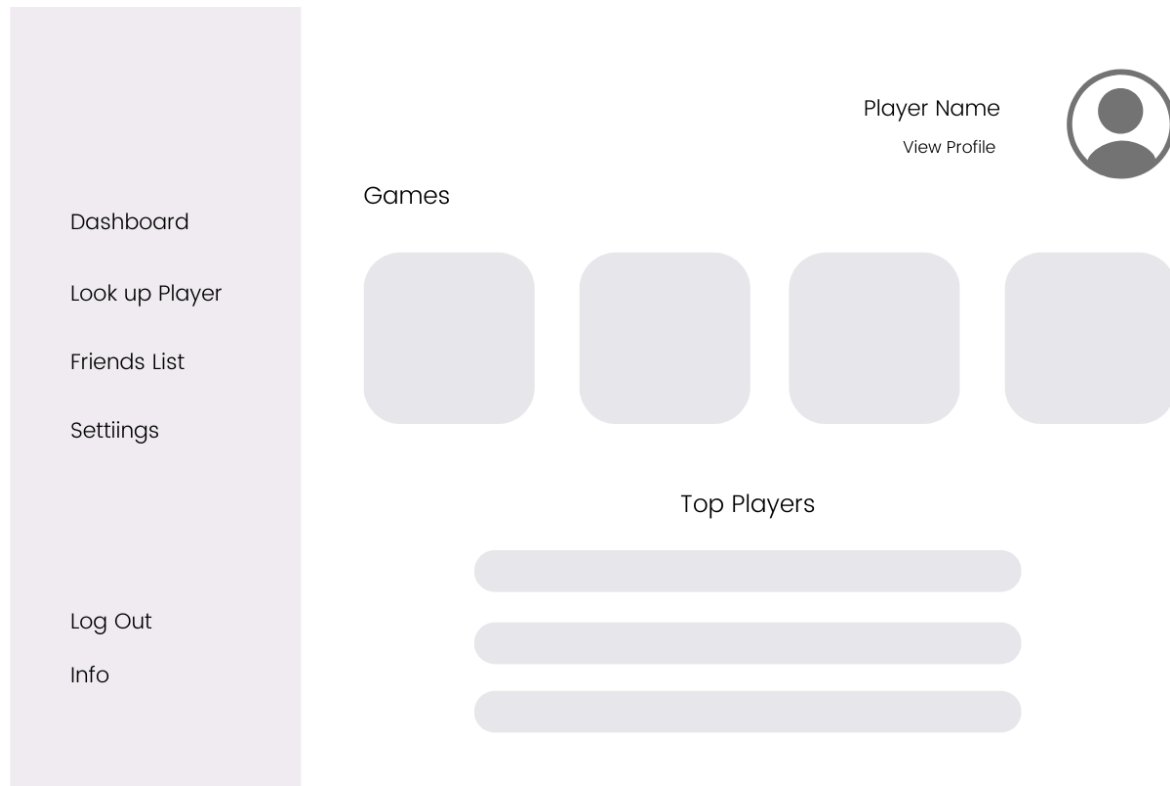 Dashboard
Look up Player
Friends List
Settiings
Log Out
Info
Player Name
View Profile
Games
Top Players